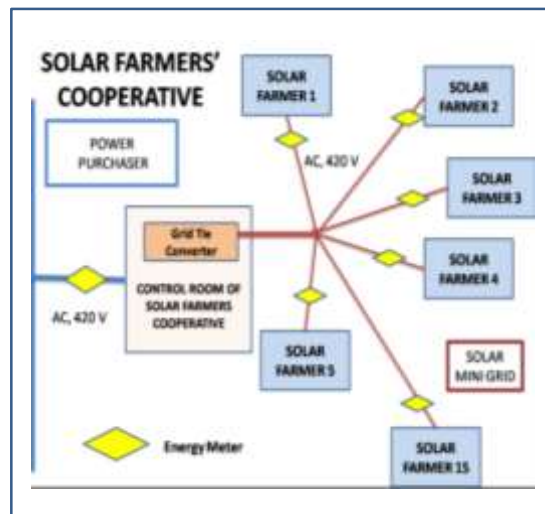 SOLAR FARMERS'
COOPERATIVE
POWER
PURCHASER
SOLAR
FARMER 1
SOLAR
FARMER 2
AC, 420 V
SOLAR
FARMER 3
Grid Tie
Converter
CONTROL ROOM OF
SOLAR FARMERS
COOPERATIVE
SOLAR
FARMER 4
AC, 420 V
SOLAR
FARMER 5
SOLAR
MINI GRID
Energy Meter
SOLAR
FARMER 15